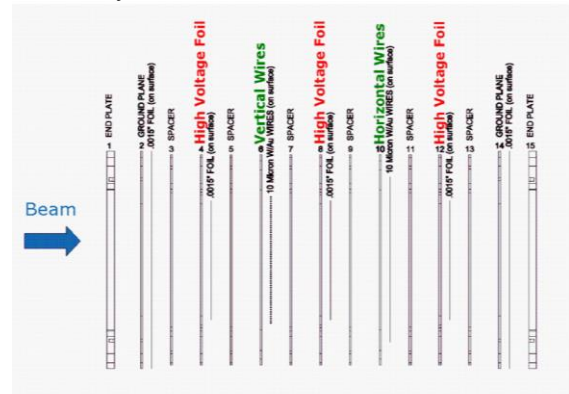 END PLATE
1
GROUND PLANE
2
.0015" FOIL (on surface)
SPACER
3
High Voltage Foil
4
.0015" FOIL (on surface)
SPACER
5
Vertical Wires
6
10 Micron W/Au WIRES (on surface)
SPACER
7
High Voltage Foil
8
.0015" FOIL (on surface)
SPACER
9
Horizontal Wires
10
10 Micron W/Au WIRES (on surface)
SPACER
11
High Voltage Foil
12
.0015" FOIL (on surface)
SPACER
13
GROUND PLANE
14
.0015" FOIL (on surface)
END PLATE
15
Beam